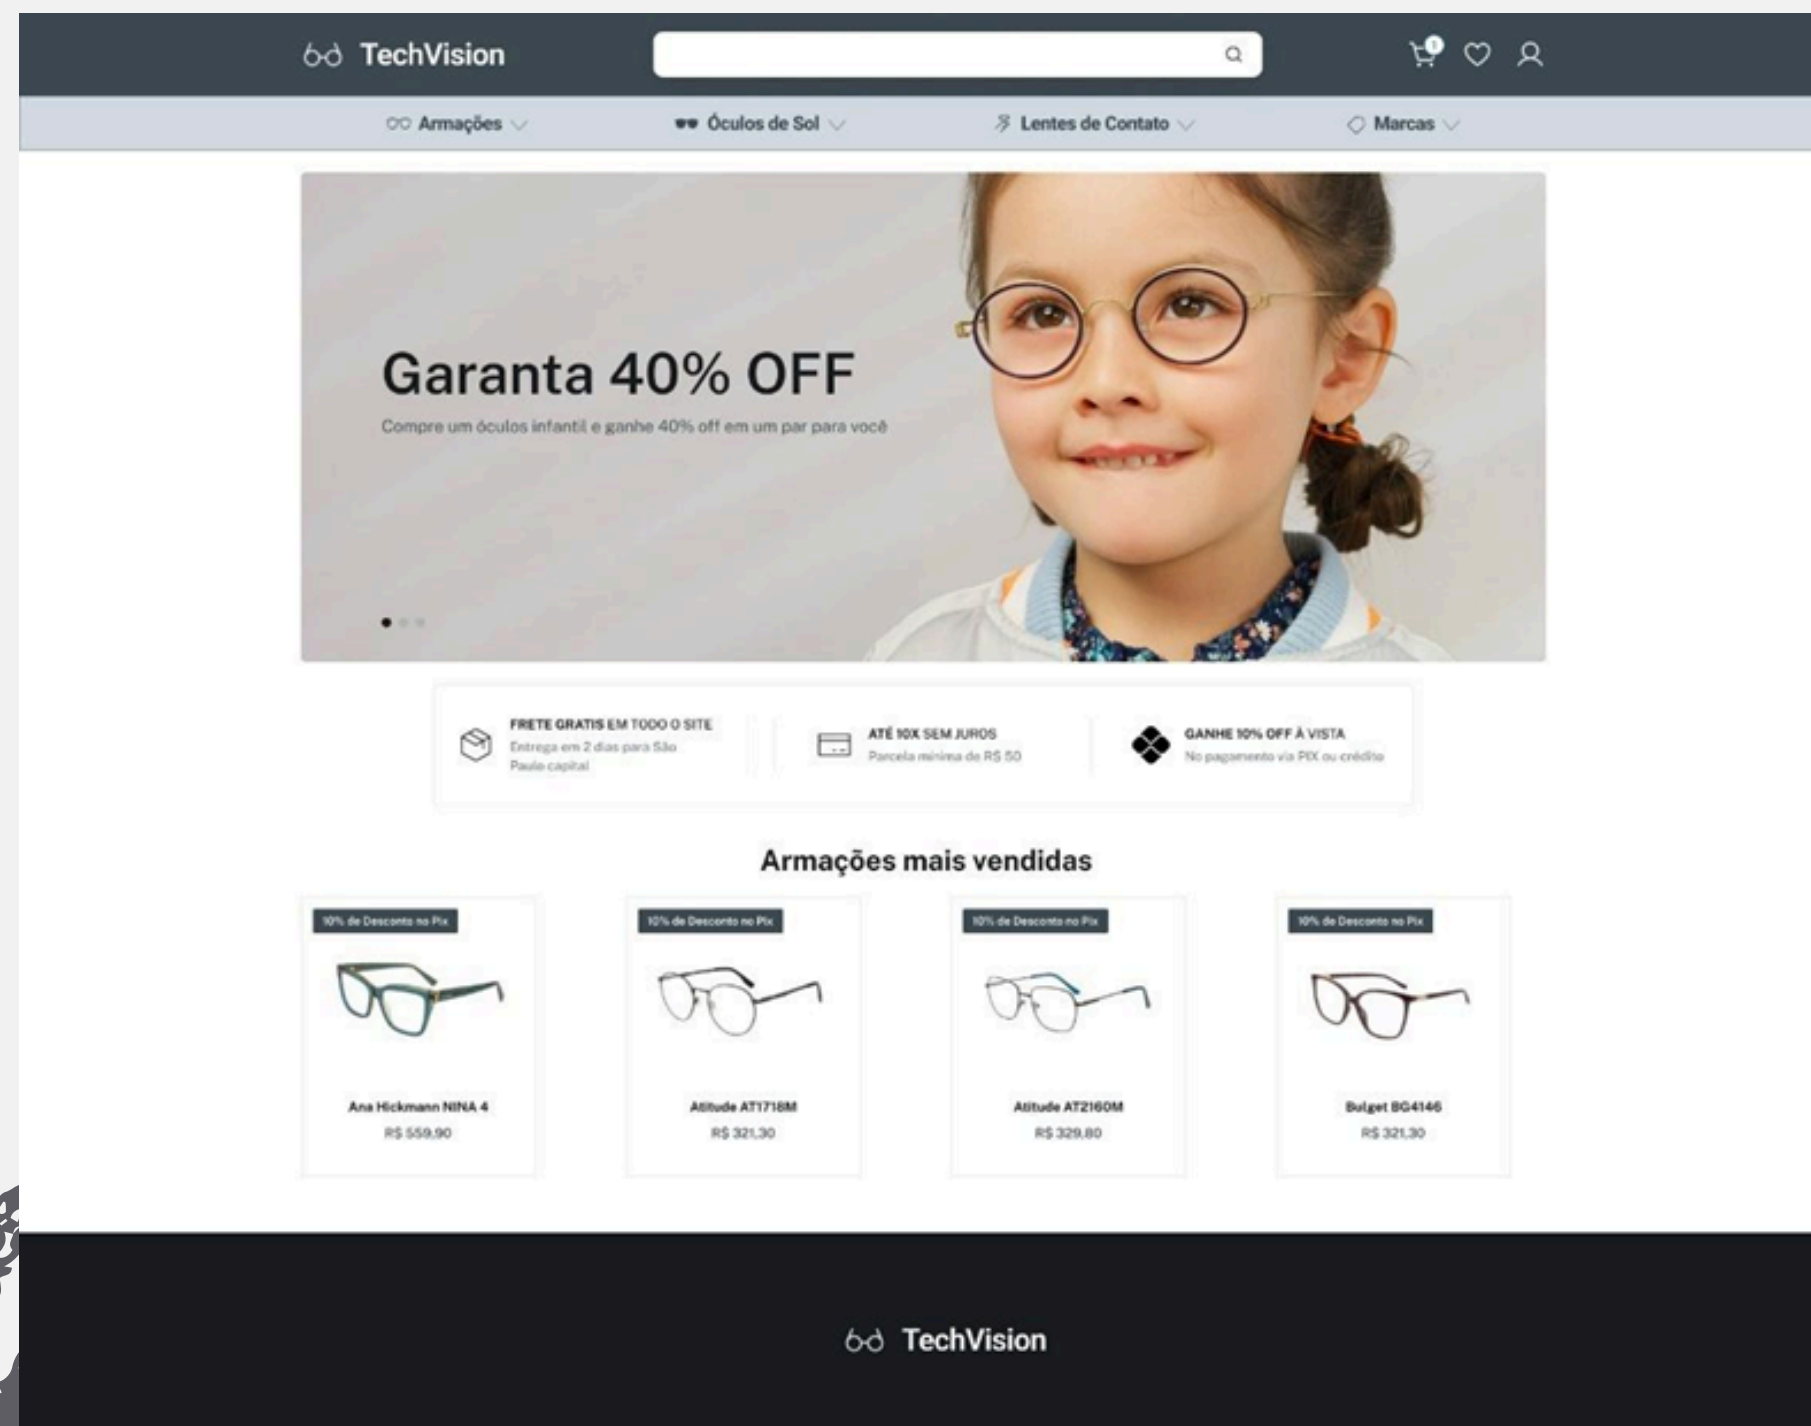 TechVision
1
Armações
Óculos de Sol
Lentes de Contato
Marcas
Garanta 40% OFF
Compre um óculos infantil e ganhe 40% off em um par para você
FRETE GRATIS EM TODO O SITE
Entrega em 2 dias para São
Paulo capital
ATÉ 10X SEM JUROS
Parcela mínima de R$ 50
GANHE 10% OFF À VISTA
No pagamento via PIX ou crédito
Armações mais vendidas
10% de Desconto no Pix
10% de Desconto no Pix
10% de Desconto no Pix
10% de Desconto no Pix
Ana Hickmann NINA 4
Atitude AT1718M
Atitude AT2160M
Bulget BG4146
R$ 559,90
R$ 321,30
R$ 329,80
R$ 321,30
TechVision